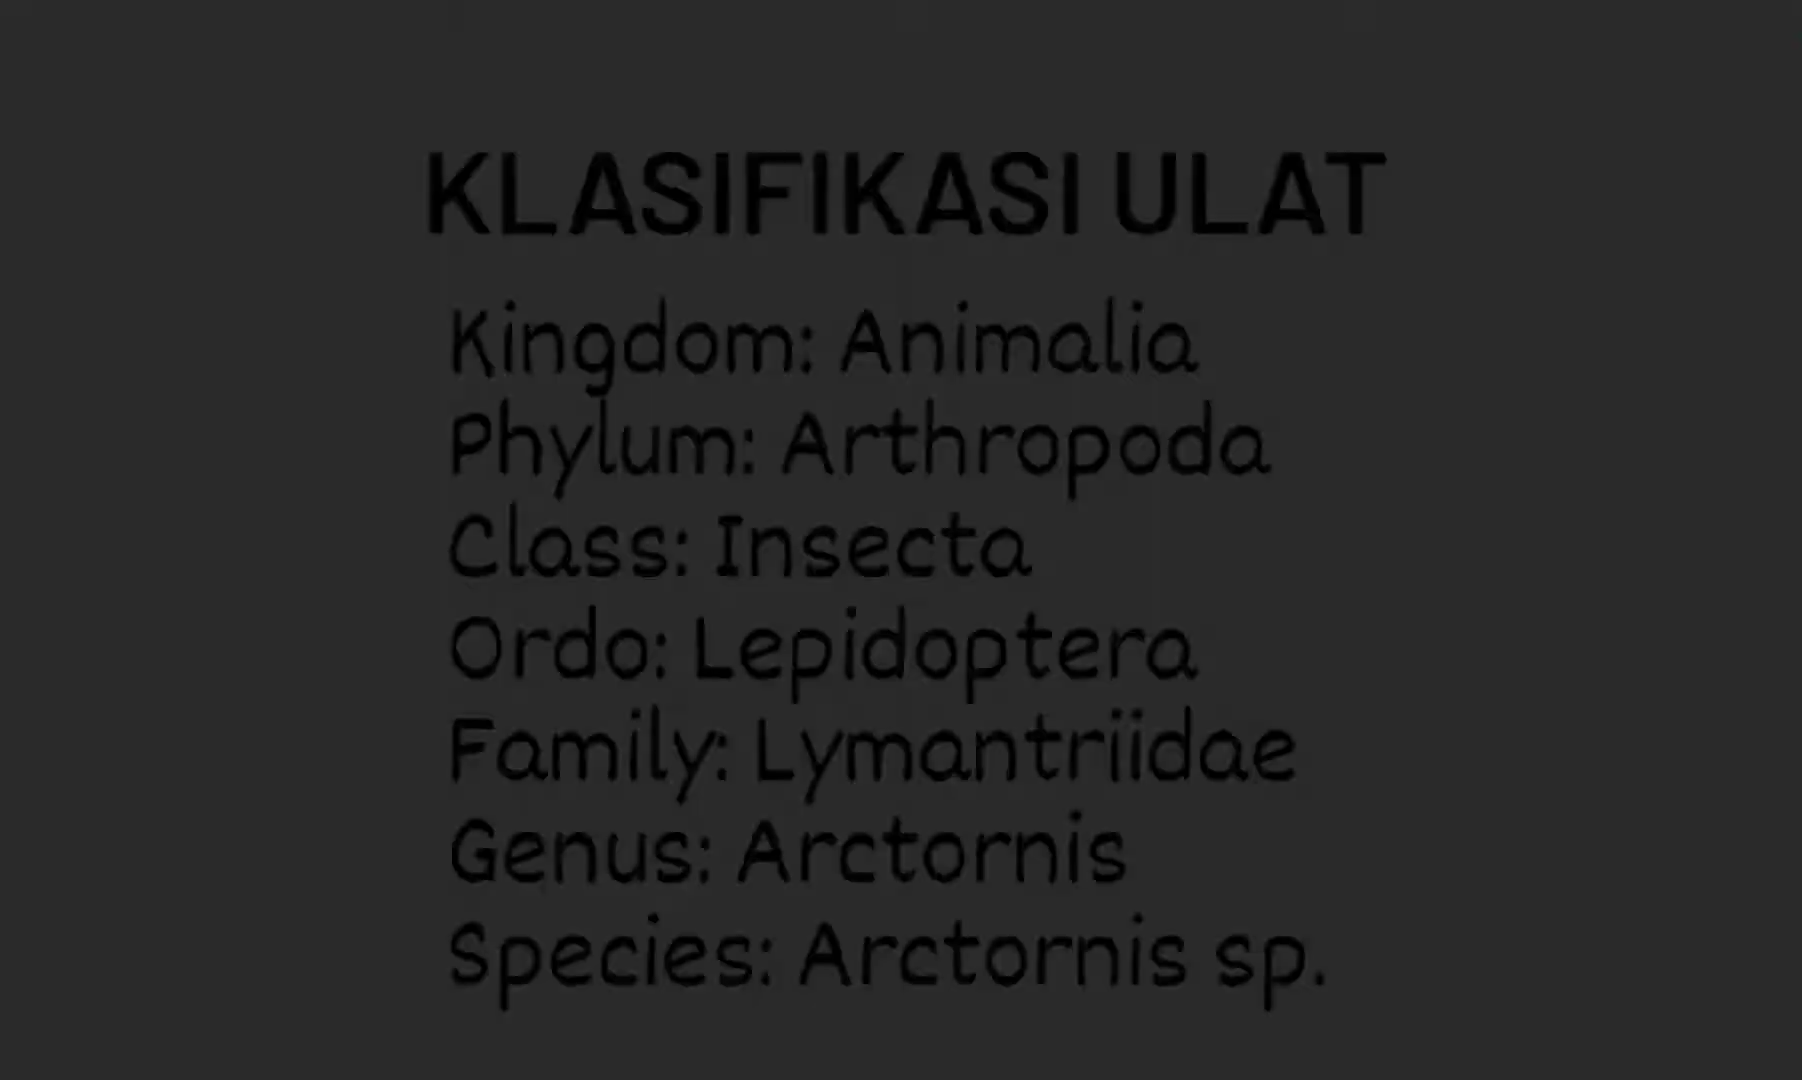 KLASIFIKASI ULAT
Kingdom: Animalia
Phylum: Arthropoda
Class: Insecta
Ordo: Lepidoptera
Family: Lymantriidae
Genus: Arctornis
Species: Arctornis sp.